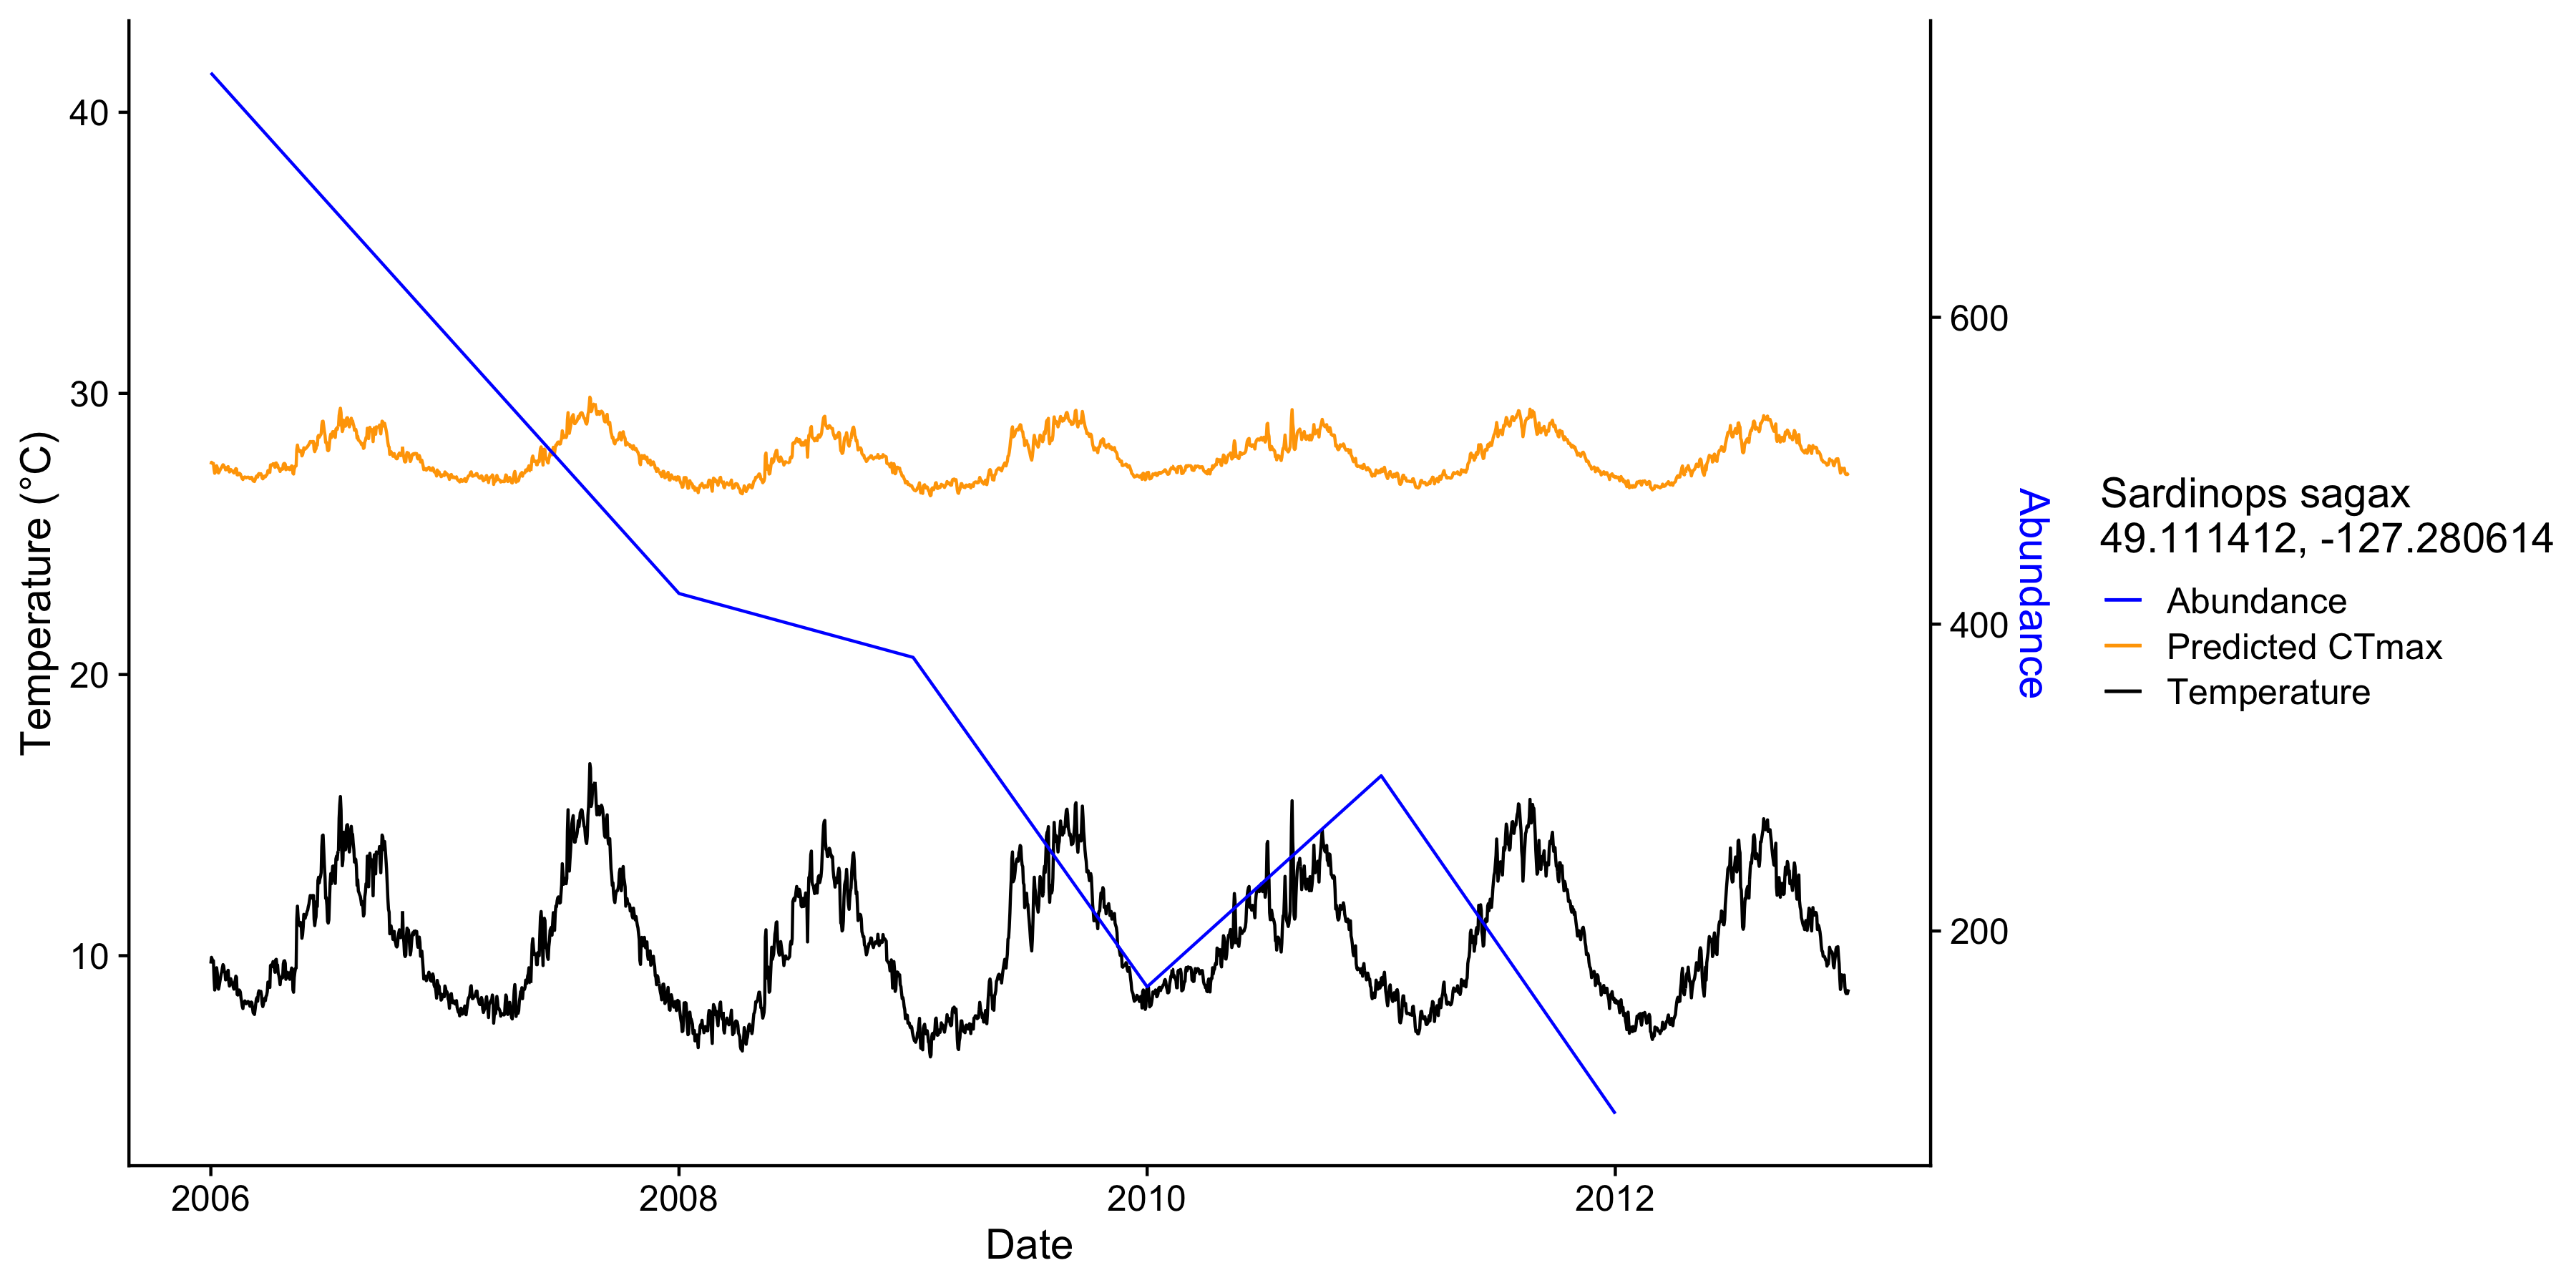 Temperature (°C)
40
30
20
10
2006
2008
2010
2012
Date
600
400
200
Abundance
Sardinops sagax
49.111412, -127.280614
Abundance
Predicted CTmax
Temperature